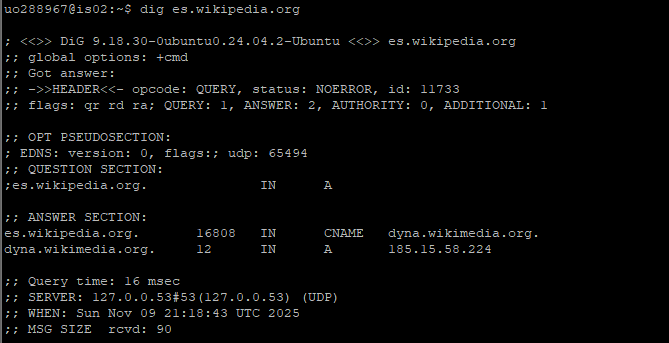 uo288967@is02:~$ dig es.wikipedia.org
; <<>> DiG 9.18.30-0ubuntu0.24.04.2-Ubuntu <<>> es.wikipedia.org
;; global options: +cmd
;; Got answer:
;; ->>HEADER<<- opcode: QUERY, status: NOERROR, id: 11733
;; flags: qr rd ra; QUERY: 1, ANSWER: 2, AUTHORITY: 0, ADDITIONAL: 1
;; OPT PSEUDOSECTION:
; EDNS: version: 0, flags:; udp: 65494
;; QUESTION SECTION:
;es.wikipedia.org. IN A
;; ANSWER SECTION:
es.wikipedia.org. 16808 IN CNAME dyna.wikimedia.org.
dyna.wikimedia.org. 12 IN A 185.15.58.224
;; Query time: 16 msec
;; SERVER: 127.0.0.53#53(127.0.0.53) (UDP)
;; WHEN: Sun Nov 09 21:18:43 UTC 2025
;; MSG SIZE rcvd: 90